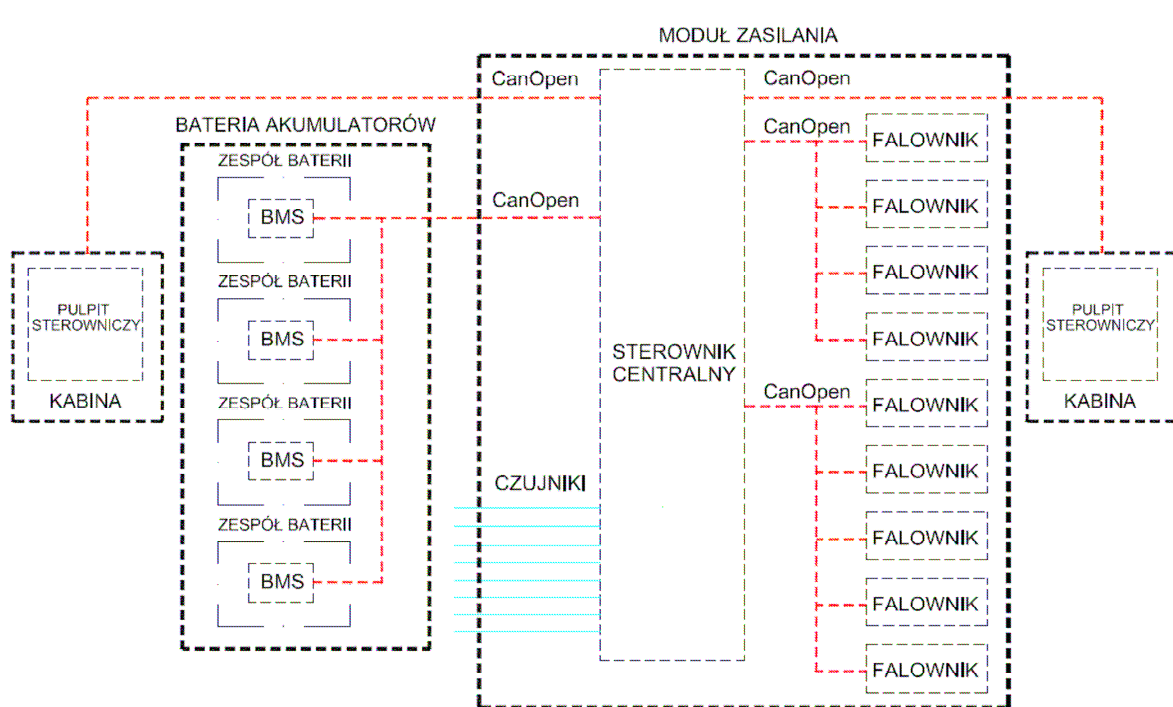 MODUŁ ZASILANIA
CanOpen
CanOpen
BATERIA AKUMULATORÓW
CanOpen
FALOWNIK
ZESPÓŁ BATERII
BMS
CanOpen
FALOWNIK
FALOWNIK
ZESPÓŁ BATERII
BMS
FALOWNIK
PULPIT
STEROWNICZY
KABINA
STEROWNIK
CENTRALNY
PULPIT
STEROWNICZY
KABINA
CanOpen
FALOWNIK
ZESPÓŁ BATERII
BMS
FALOWNIK
CZUJNIKI
ZESPÓŁ BATERII
BMS
FALOWNIK
FALOWNIK
FALOWNIK